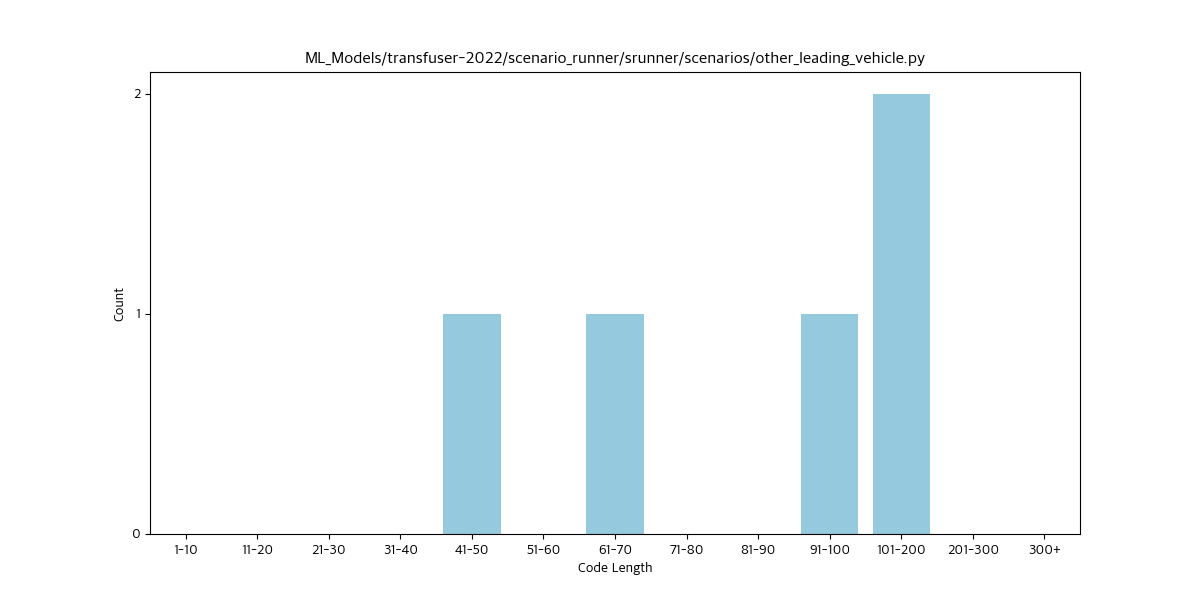 ML_Models/transfuser-2022/scenario_runner/srunner/scenarios/other_leading_vehicle.py
2
1
0
Count
1-10 11-20 21-30 31-40 41-50 51-60 61-70 71-80 81-90 91-100 101-200 201-300 300+
Code Length